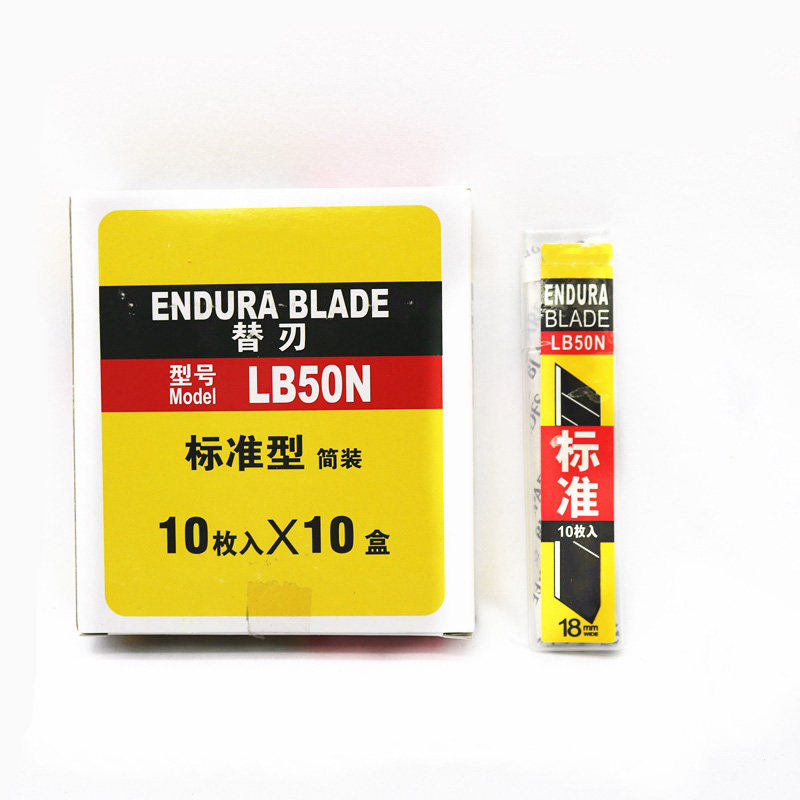 ENDURA BLADE
替刃
型号
Model
LB50N
标准型 简装
10枚入X10盒
ENDURA
BLADE
LB50N
标准
10枚入
18mm
WIDE